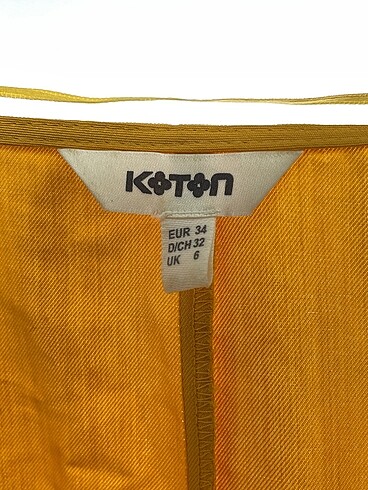 KOTON
EUR 34
D/CH 32
UK 6